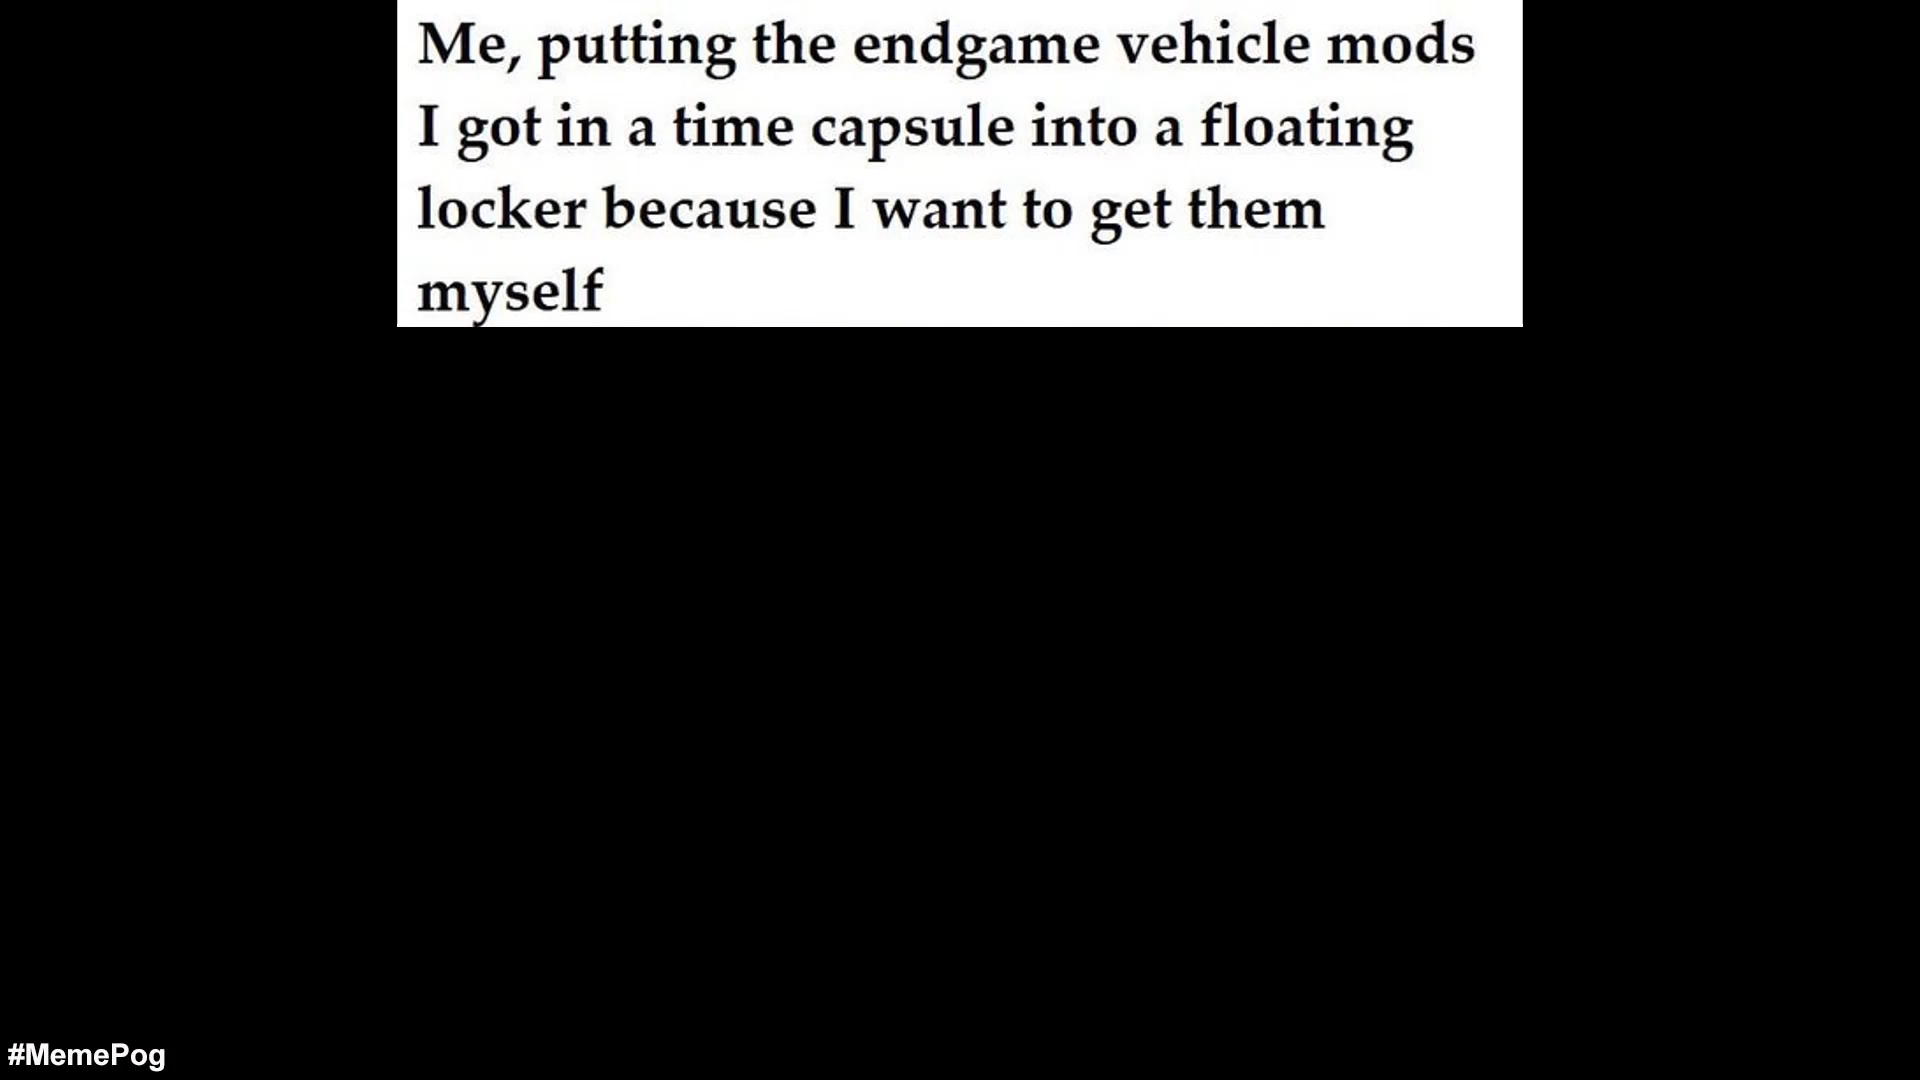 Me, putting the endgame vehicle mods
I got in a time capsule into a floating
locker because I want to get them
myself
#MemePog